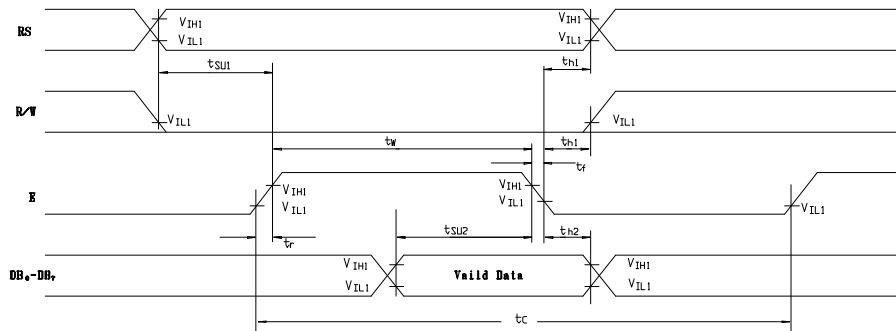 RS
VIH1
VIL1
VIH1
VIL1
tSU1
th1
R/W
VIL1
VIL1
tW
th1
tf
E
VIH1
VIL1
VIH1
VIL1
VIL1
tr
tSU2
th2
DB0-DB7
VIH1
VIL1
Vaild Data
VIH1
VIL1
tC